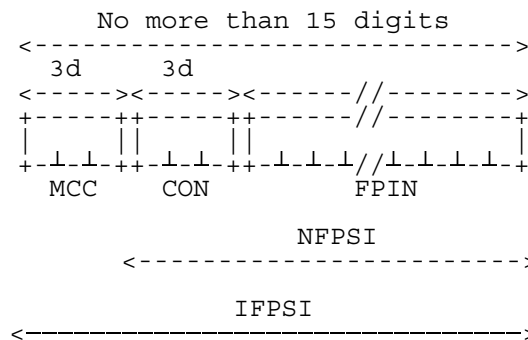 No more than 15 digits
3d 3d
MCC CON FPIN
NFPSI
IFPSI